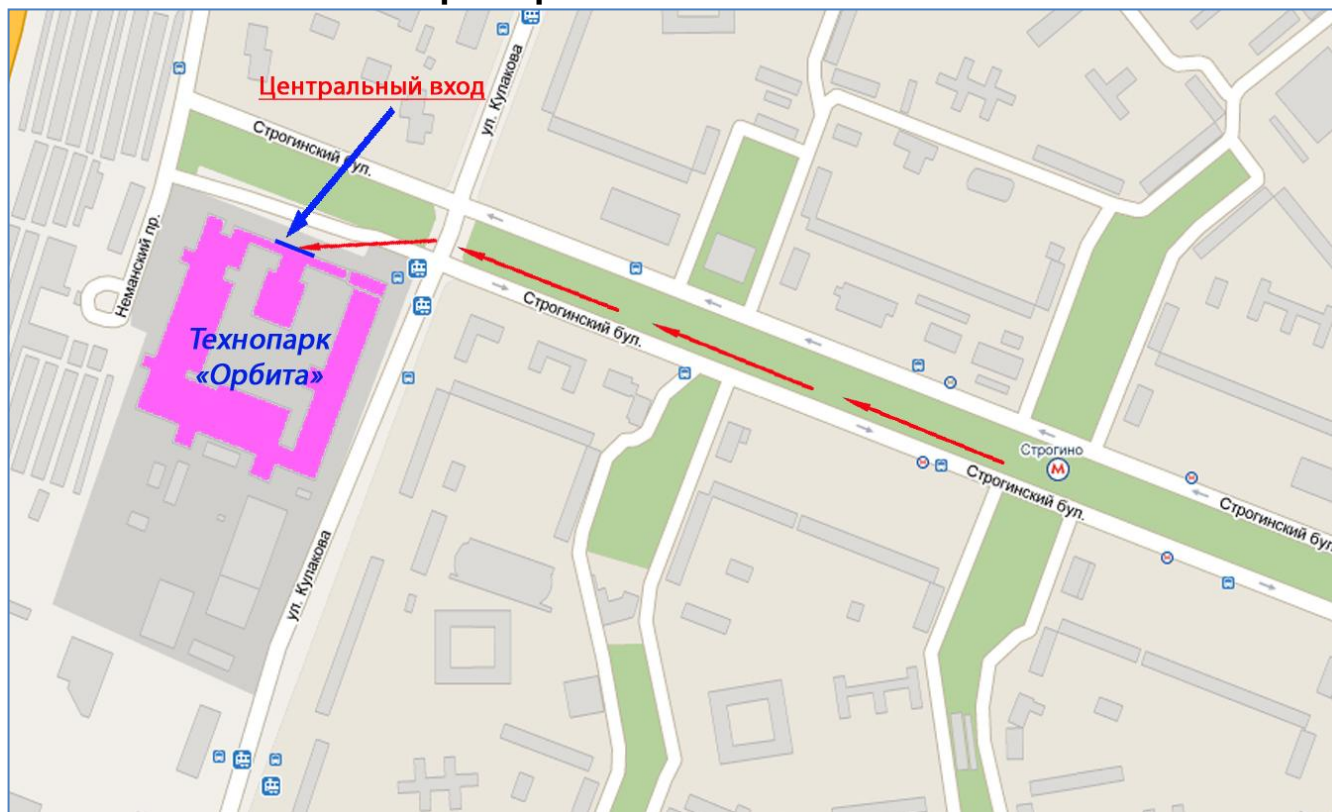 Центральный вход
ул. Кулакова
Строгинский бул.
Неманский пр.
Технопарк
«Орбита»
Строгинский бул.
Строгино
М
Строгинский бул.
Строгинский бул.
ул. Кулакова